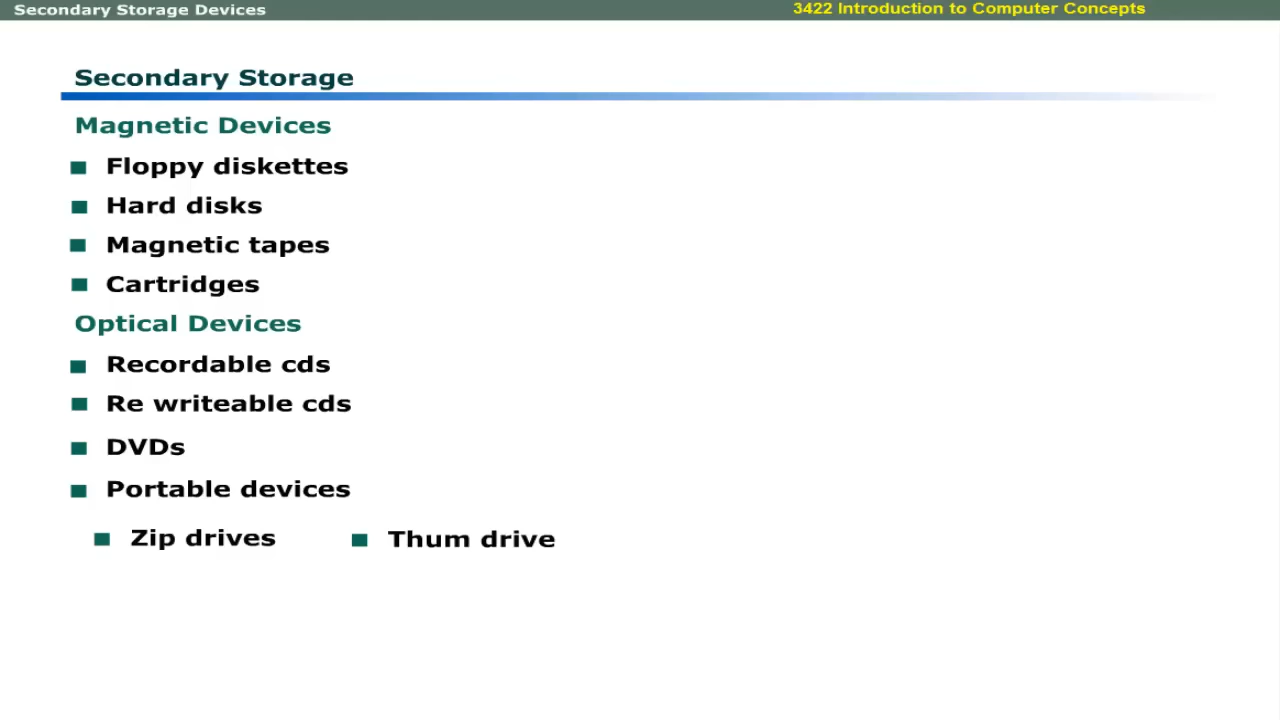 Secondary Storage Devices
3422 Introduction to Computer Concepts
Secondary Storage
Magnetic Devices
Floppy diskettes
Hard disks
Magnetic tapes
Cartridges
Optical Devices
Recordable cds
Re writeable cds
DVDs
Portable devices
Zip drives
Thum drive